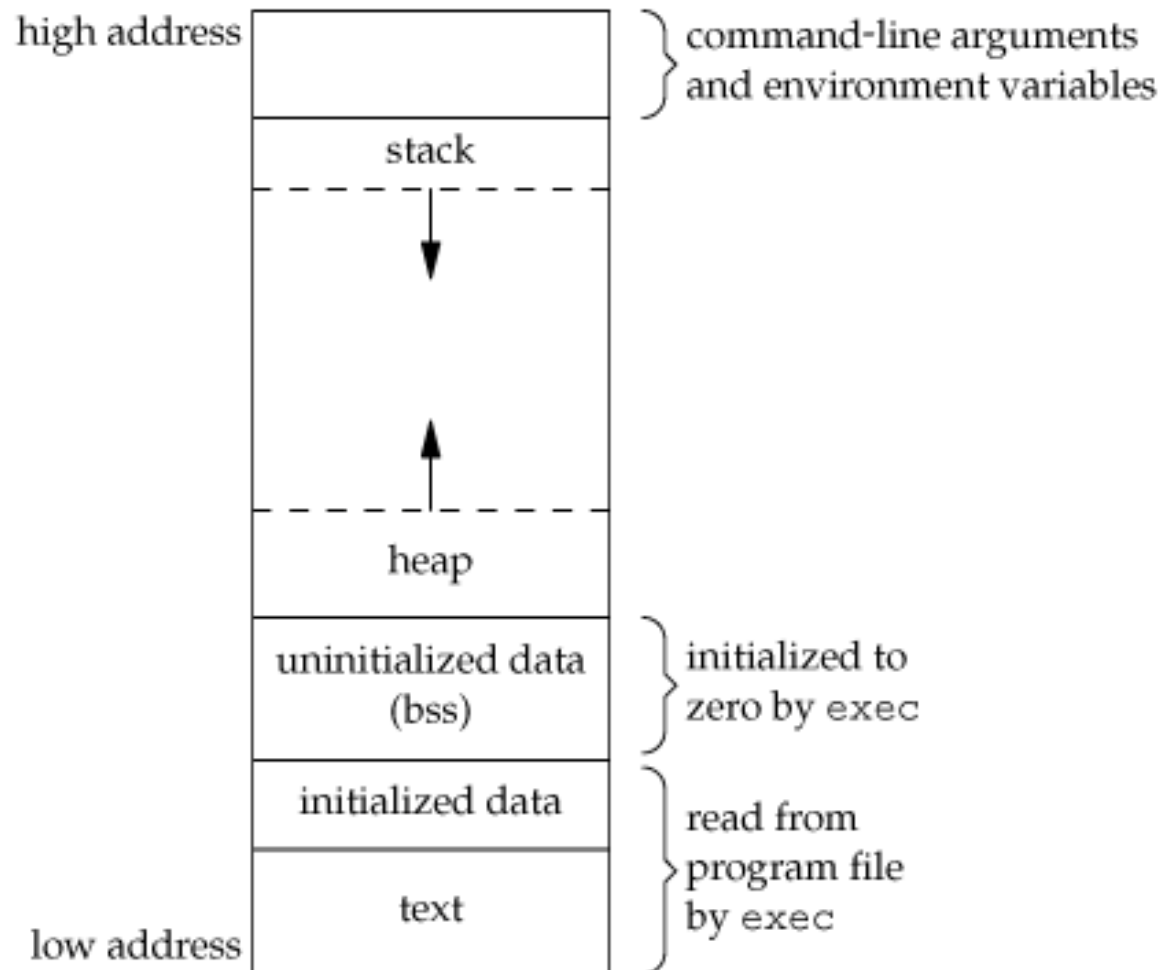 high address
command-line arguments
and environment variables
stack
heap
uninitialized data
(bss)
initialized to
zero by exec
initialized data
read from
program file
by exec
text
low address